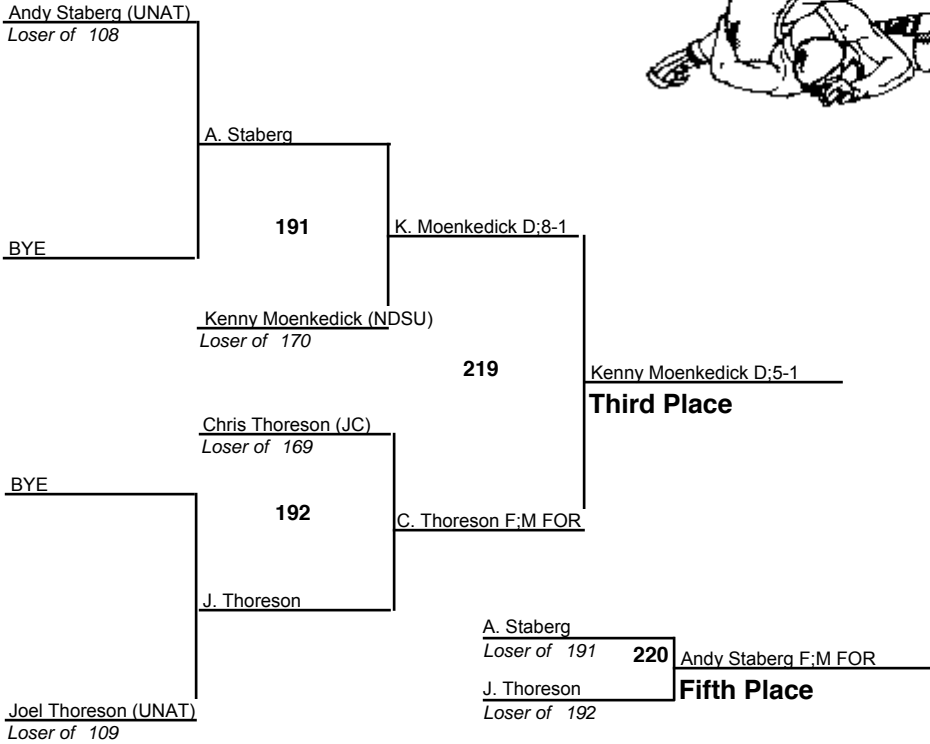 Andy Staberg (UNAT)
Loser of 108
A. Staberg
191
K. Moenkedick D;8-1
BYE
Kenny Moenkedick (NDSU)
Loser of 170
219
Kenny Moenkedick D;5-1
Third Place
Chris Thoreson (JC)
Loser of 169
BYE
192
C. Thoreson F;M FOR
J. Thoreson
A. Staberg
Loser of 191
220
Andy Staberg F;M FOR
Fifth Place
J. Thoreson
Loser of 192
Joel Thoreson (UNAT)
Loser of 109